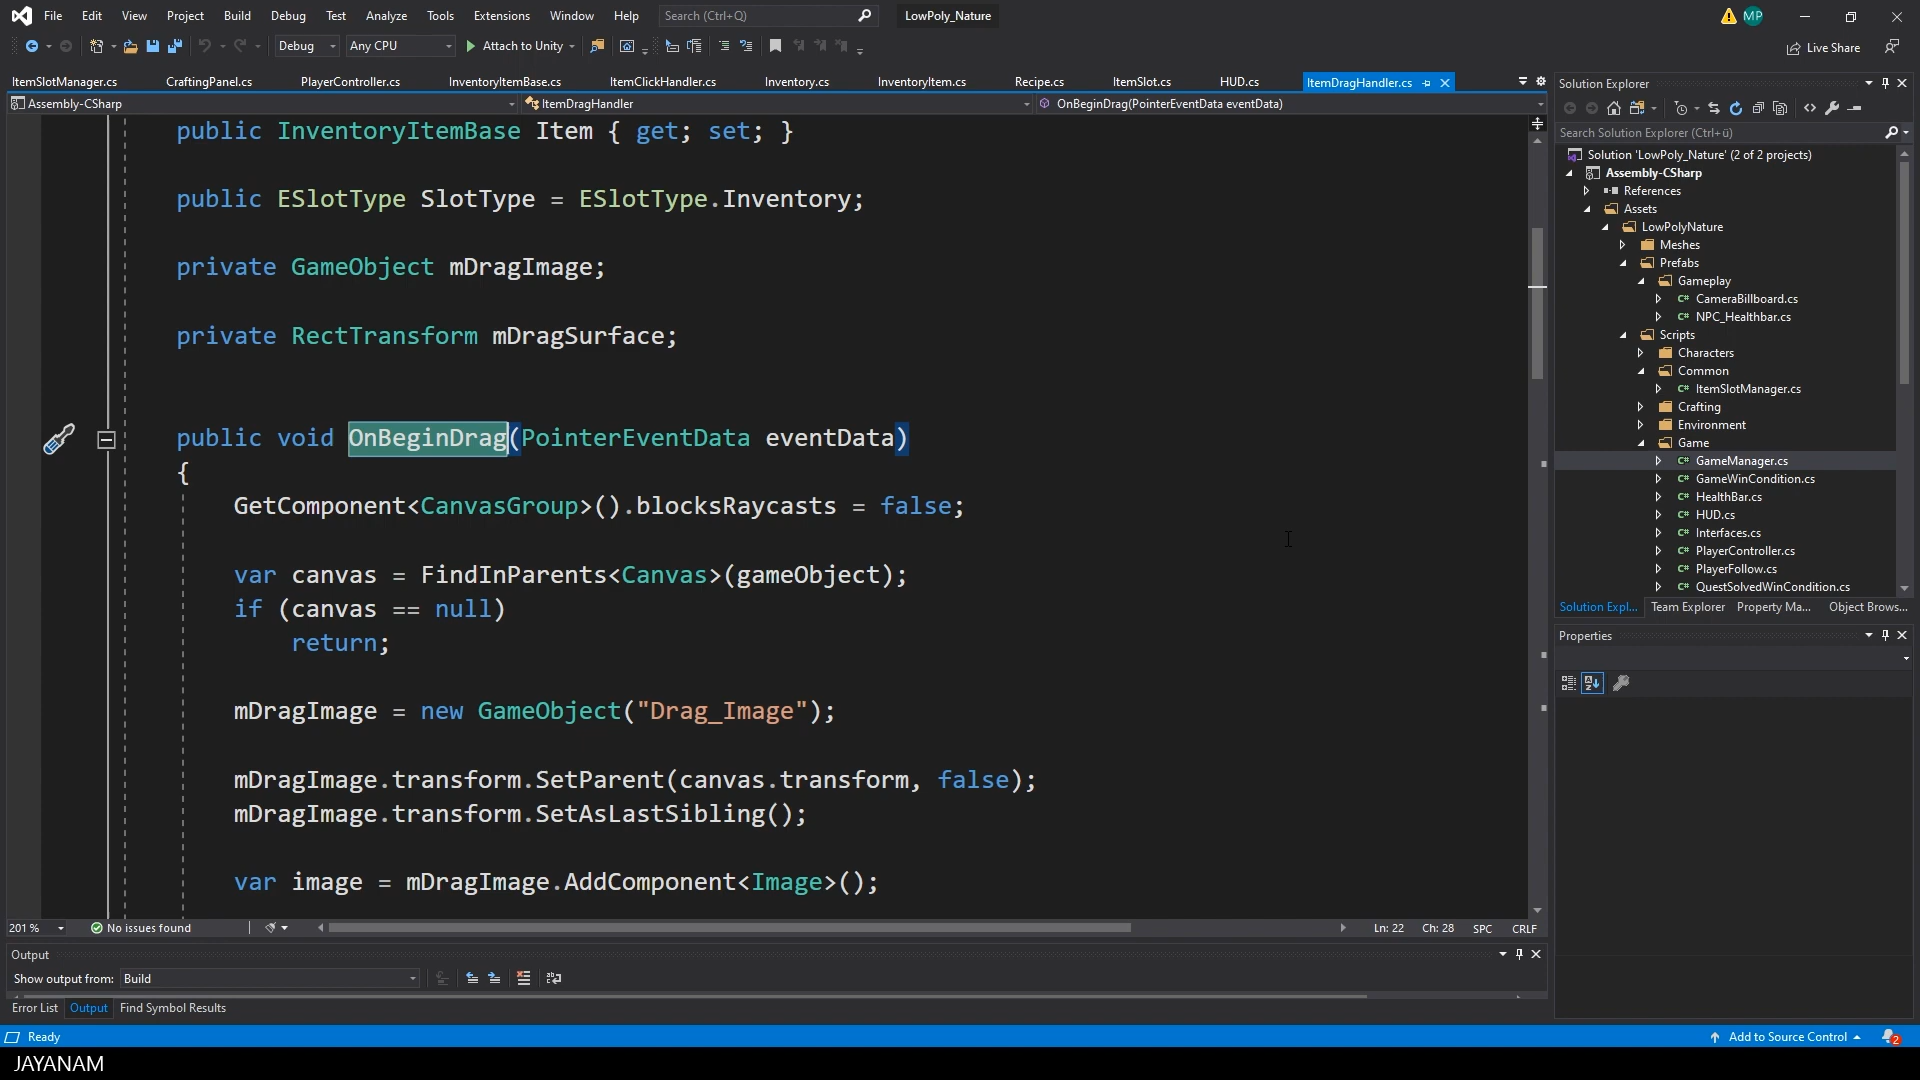 File Edit View Project Build Debug Test Analyze Tools Extensions Window Help Search (Ctrl+Q) LowPoly_Nature MP
Debug Any CPU Attach to Unity Live Share
ItemSlotManager.cs CraftingPanel.cs PlayerController.cs InventoryItemBase.cs ItemClickHandler.cs Inventory.cs InventoryItem.cs Recipe.cs ItemSlot.cs HUD.cs ItemDragHandler.cs
Assembly-CSharp ItemDragHandler OnBeginDrag(PointerEventData eventData)
public InventoryItemBase Item { get; set; }
public ESlotType SlotType = ESlotType.Inventory;
private GameObject mDragImage;
private RectTransform mDragSurface;
public void OnBeginDrag(PointerEventData eventData)
{
GetComponent<CanvasGroup>().blocksRaycasts = false;
var canvas = FindInParents<Canvas>(gameObject);
if (canvas == null)
return;
mDragImage = new GameObject("Drag_Image");
mDragImage.transform.SetParent(canvas.transform, false);
mDragImage.transform.SetAsLastSibling();
var image = mDragImage.AddComponent<Image>();
201 % No issues found Ln: 22 Ch: 28 SPC CRLF
Output
Show output from: Build
Error List Output Find Symbol Results
Solution Explorer
Search Solution Explorer (Ctrl+ü)
Solution 'LowPoly_Nature' (2 of 2 projects)
Assembly-CSharp
References
Assets
LowPolyNature
Meshes
Prefabs
Gameplay
C# CameraBillboard.cs
C# NPC_Healthbar.cs
Scripts
Characters
Common
C# ItemSlotManager.cs
Crafting
Environment
Game
C# GameManager.cs
C# GameWinCondition.cs
C# HealthBar.cs
C# HUD.cs
C# Interfaces.cs
C# PlayerController.cs
C# PlayerFollow.cs
C# QuestSolvedWinCondition.cs
Solution Expl... Team Explorer Property Ma... Object Brows...
Properties
Ready Add to Source Control 2
JAYANAM